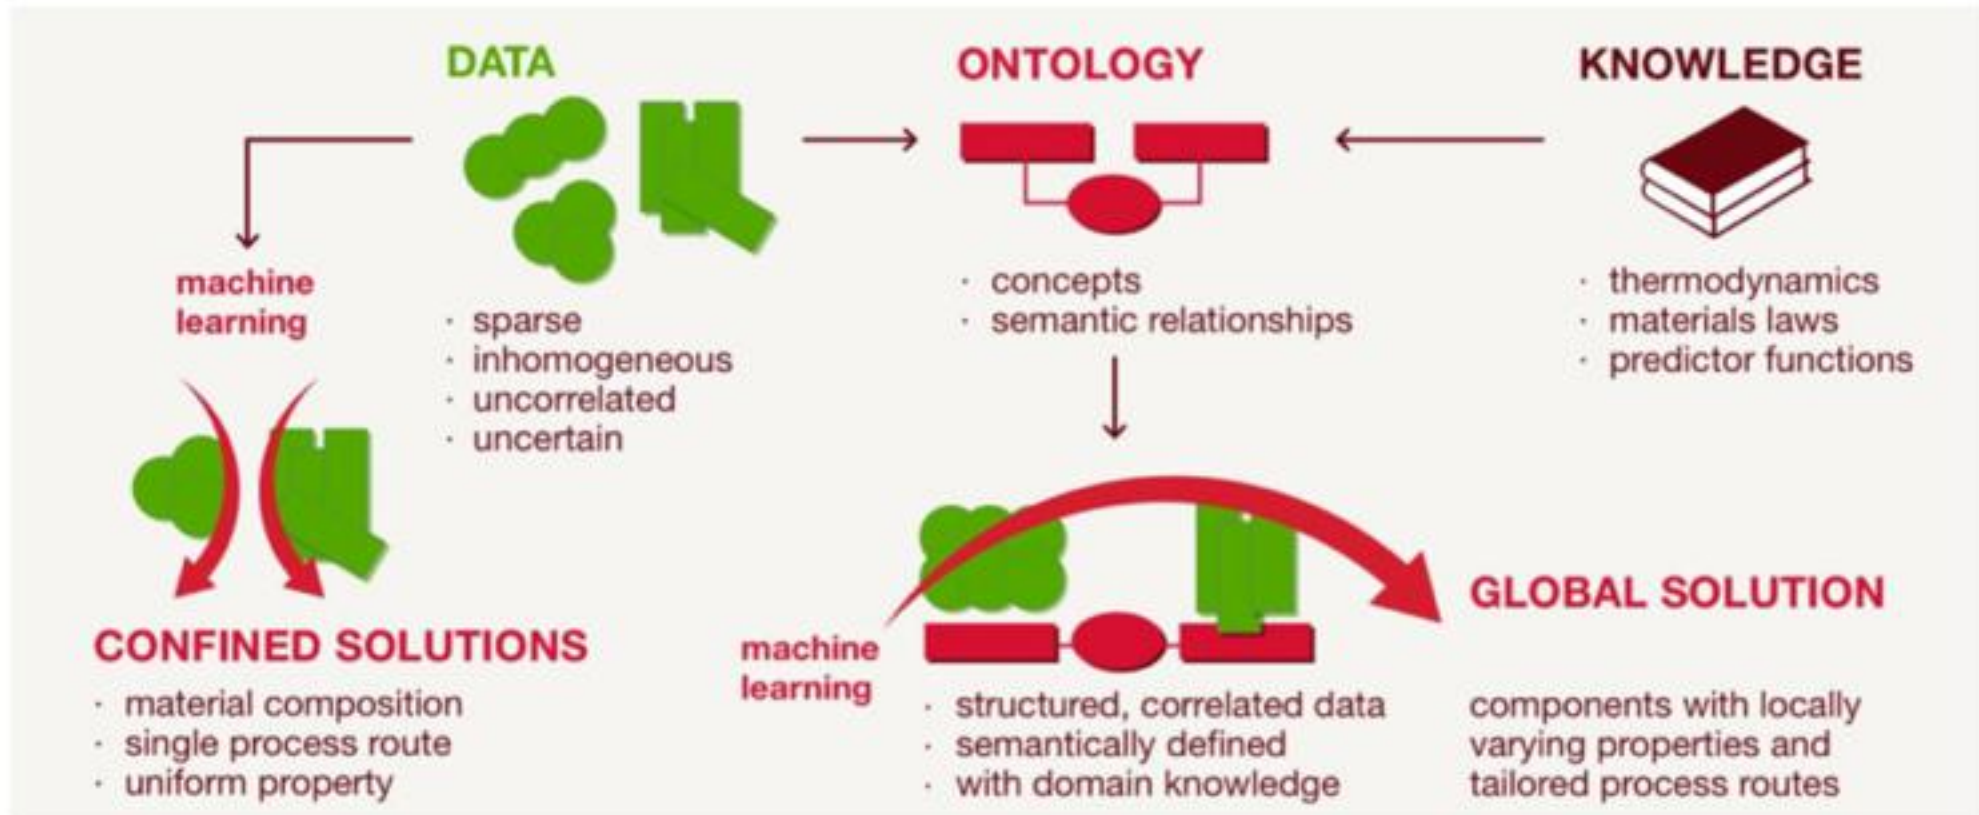 DATA
ONTOLOGY
KNOWLEDGE
machine
learning
· sparse
· inhomogeneous
· uncorrelated
· uncertain
· concepts
· semantic relationships
· thermodynamics
· materials laws
· predictor functions
CONFINED SOLUTIONS
· material composition
· single process route
· uniform property
machine
learning
· structured, correlated data
· semantically defined
· with domain knowledge
GLOBAL SOLUTION
components with locally
varying properties and
tailored process routes